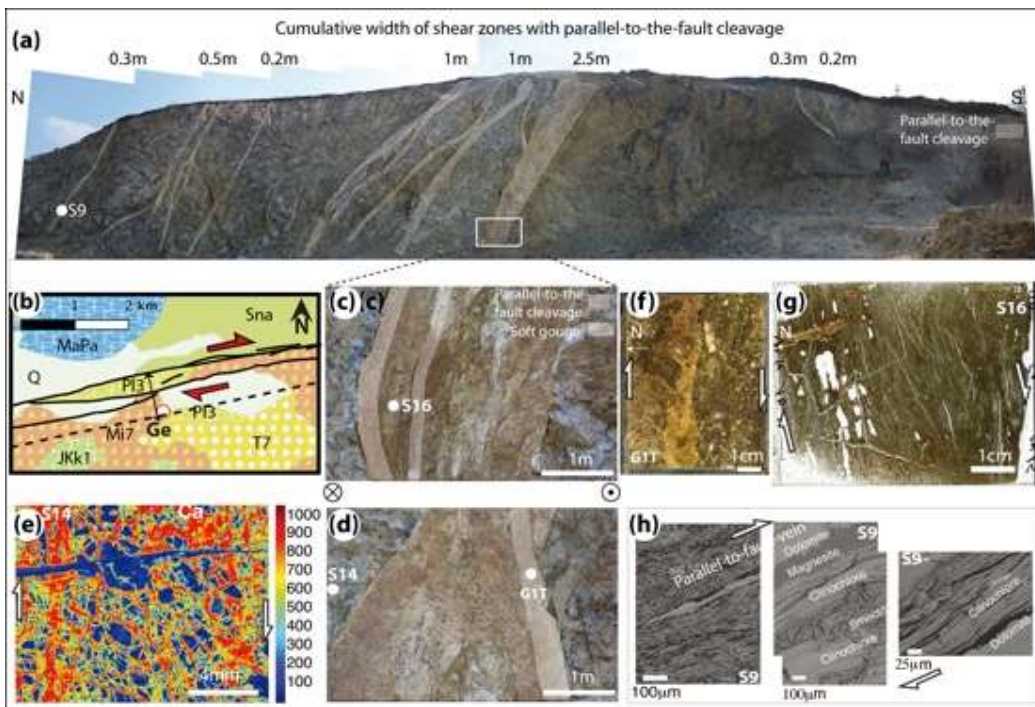 Cumulative width of shear zones with parallel-to-the-fault cleavage
(a)
0.3m 0.5m 0.2m 1m 1m 2.5m 0.3m 0.2m
N
S
Parallel-to-the-
fault cleavage
S9
(b)
1 2 km
Sna
N
MaPa
Q
Pl3
Pl3
Ge
Mi7
T7
JKk1
(c) c)
Parallel-to-the-
fault cleavage
Soft gouge
S16
1m
(f)
N
G1T
1cm
(g)
S16
N
1cm
(e)
S14
Ca
1000
900
800
700
600
500
400
300
200
100
4mm
(d)
S14
G1T
1m
(h)
Parallel-to-fault-vein
S9
100μm
S9
Dolomite
Magnesite
Clinochlore
Smectite
Clinochlore
100μm
S9
Clinochlore
Dolomite
25μm